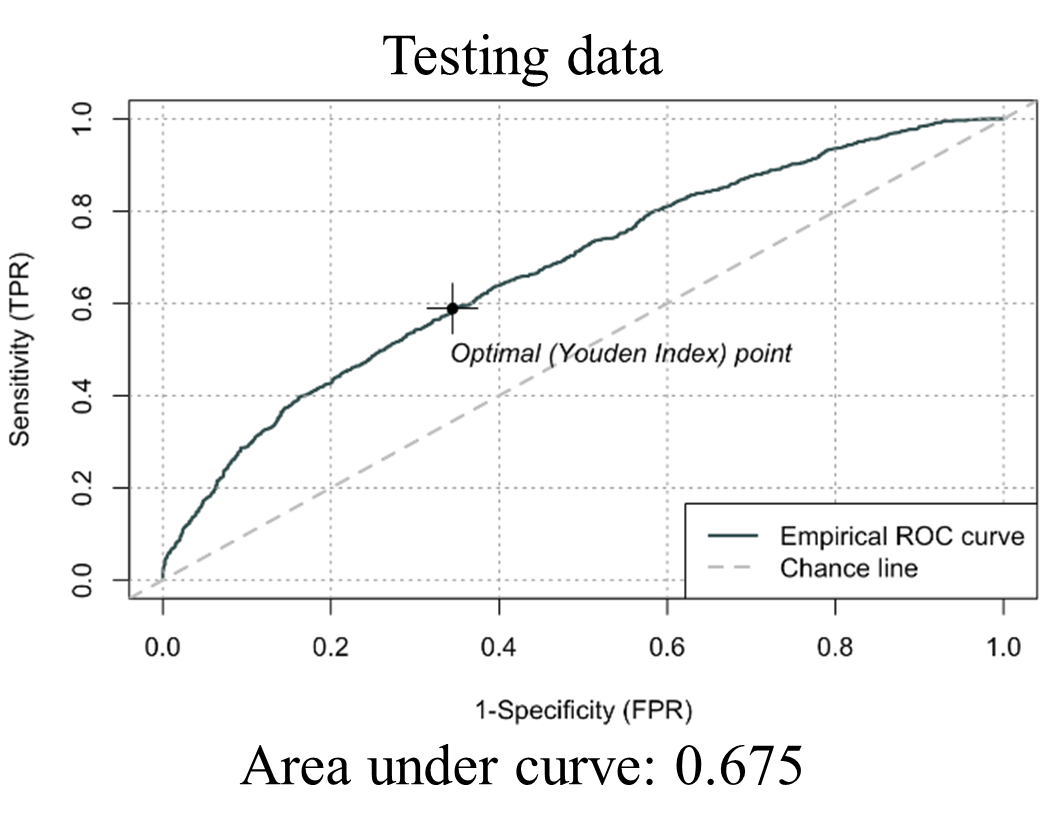 Testing data
Sensitivity (TPR)
1.0
0.8
0.6
0.4
0.2
0.0
Optimal (Youden Index) point
Empirical ROC curve
Chance line
0.0 0.2 0.4 0.6 0.8 1.0
1-Specificity (FPR)
Area under curve: 0.675